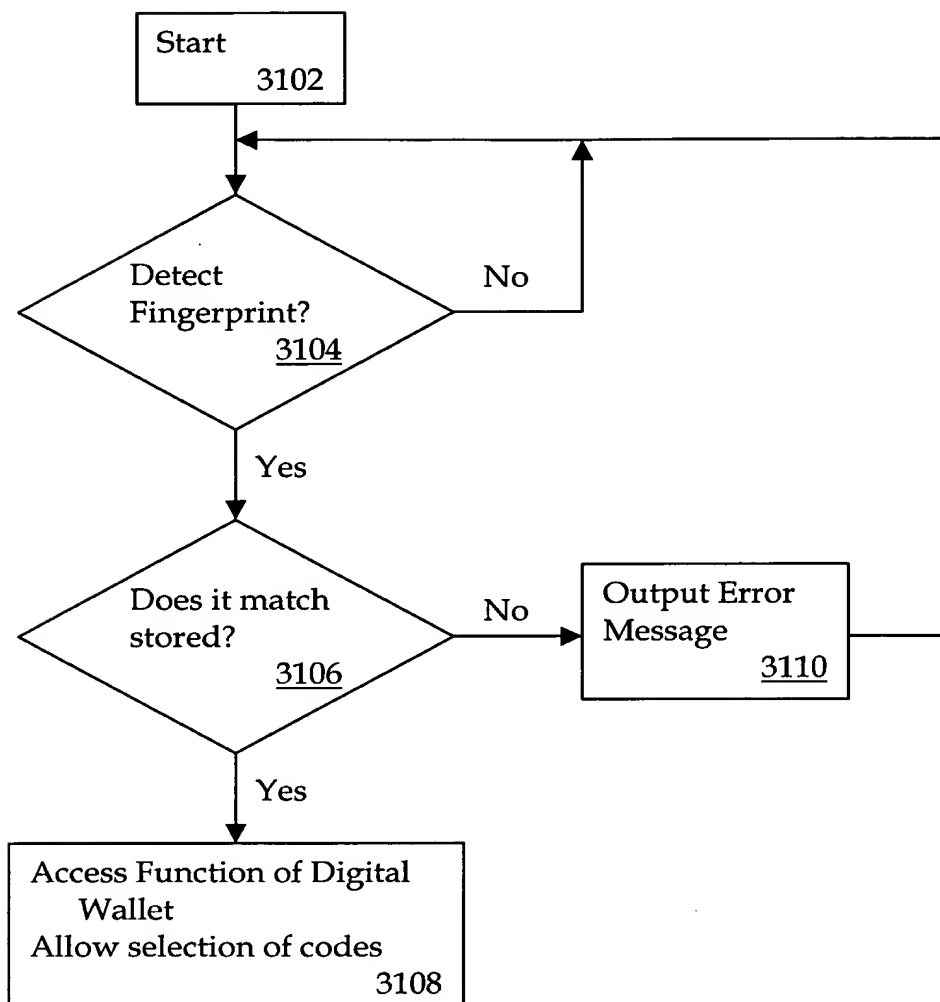 Start
3102
Detect
Fingerprint?
3104
No
Yes
Does it match
stored?
3106
No
Output Error
Message
3110
Yes
Access Function of Digital
Wallet
Allow selection of codes
3108